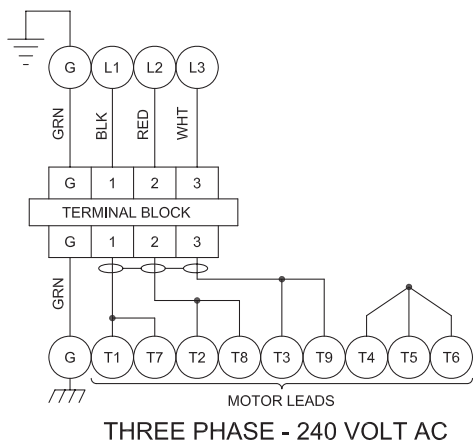 G L1 L2 L3
GRN BLK RED WHT
G 1 2 3
TERMINAL BLOCK
G 1 2 3
GRN
G T1 T7 T2 T8 T3 T9 T4 T5 T6
MOTOR LEADS
THREE PHASE - 240 VOLT AC